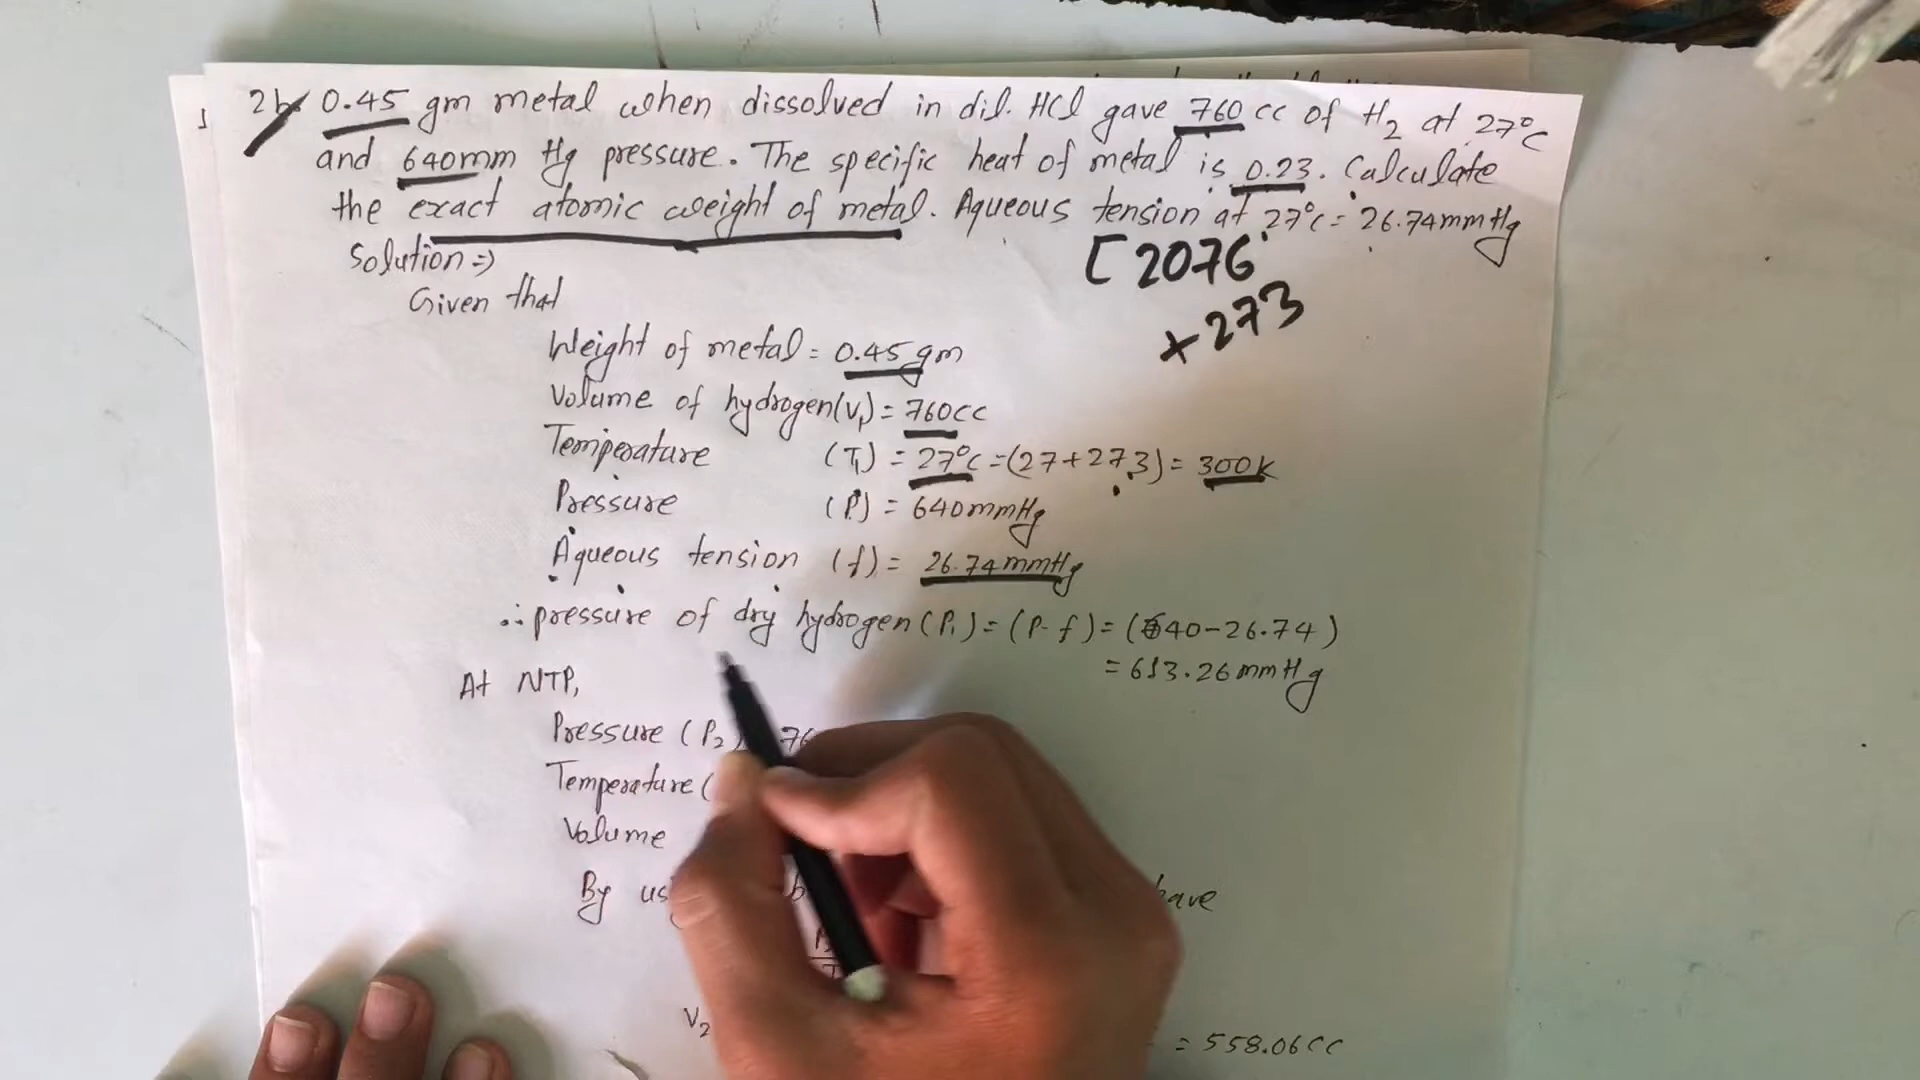 2b 0.45 gm metal when dissolved in dil. HCl gave 760 cc of H2 at 27°C
and 640mm Hg pressure. The specific heat of metal is 0.23. Calculate
the exact atomic weight of metal. Aqueous tension at 27°C = 26.74mmHg
[2076
+273
Solution =>
Given that
Weight of metal = 0.45 gm
Volume of hydrogen (V1) = 760cc
Temperature (T1) = 27°C = (27+273) = 300K
Pressure (P) = 640mmHg
Aqueous tension (f) = 26.74mmHg
∴ pressure of dry hydrogen (P1) = (P-f) = (640-26.74)
= 613.26mmHg
At NTP,
Pressure (P2)
Temperature (
Volume
By have
V2 = 558.06CC